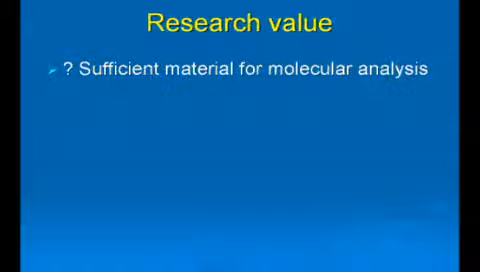 Research value
? Sufficient material for molecular analysis